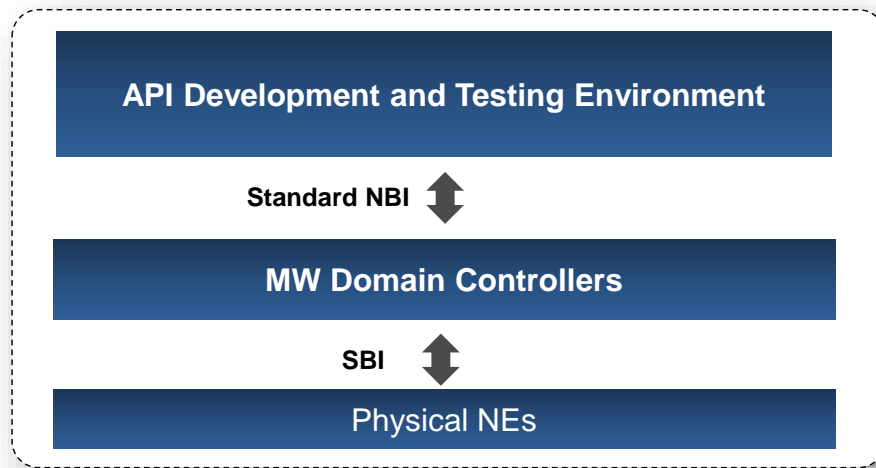 API Development and Testing Environment
Standard NBI
MW Domain Controllers
SBI
Physical NEs